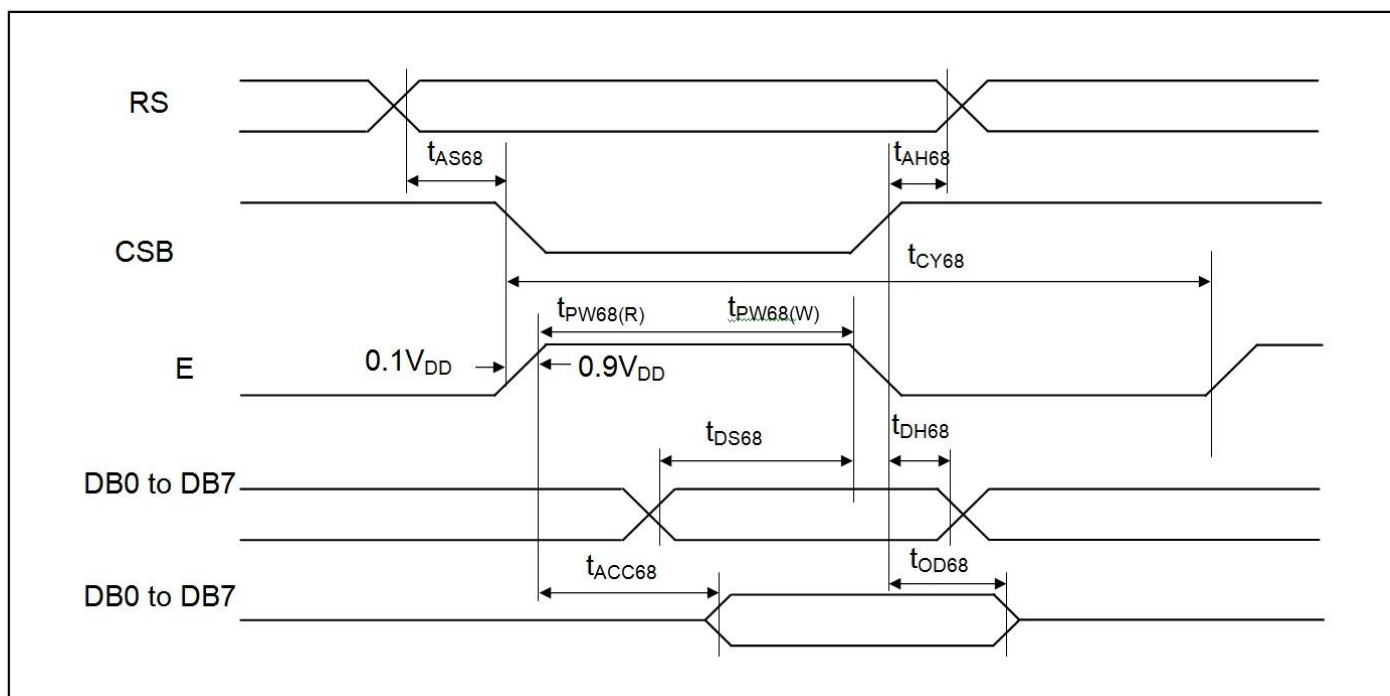 RS
tAS68
tAH68
CSB
tCY68
tPW68(R) tPW68(W)
E
0.1VDD
0.9VDD
tDS68
tDH68
DB0 to DB7
tACC68
tOD68
DB0 to DB7